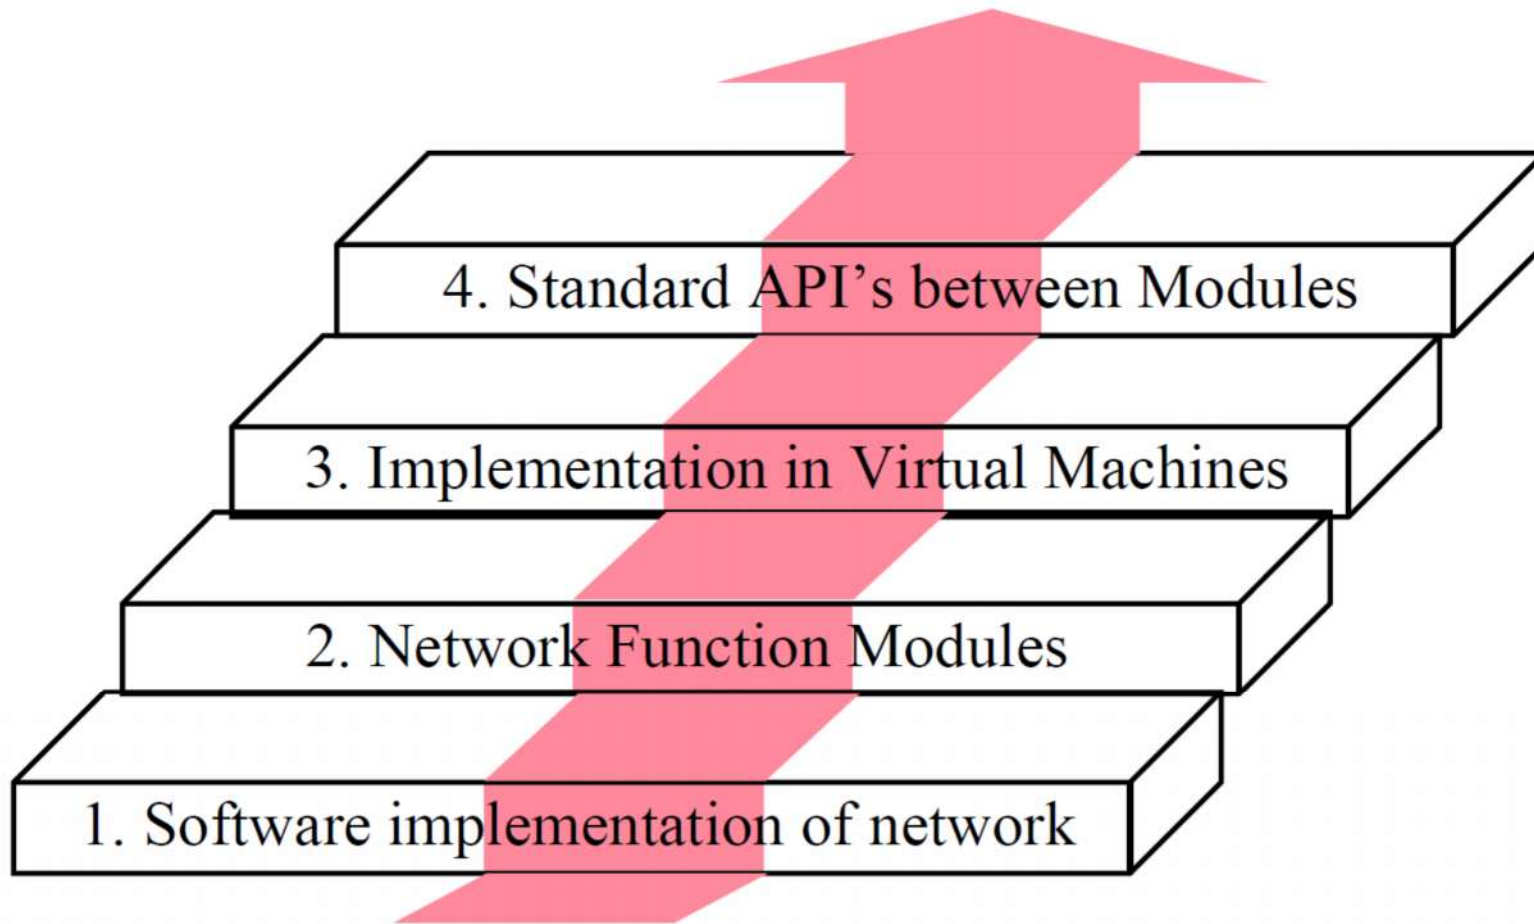 4. Standard API’s between Modules
3. Implementation in Virtual Machines
2. Network Function Modules
1. Software implementation of network